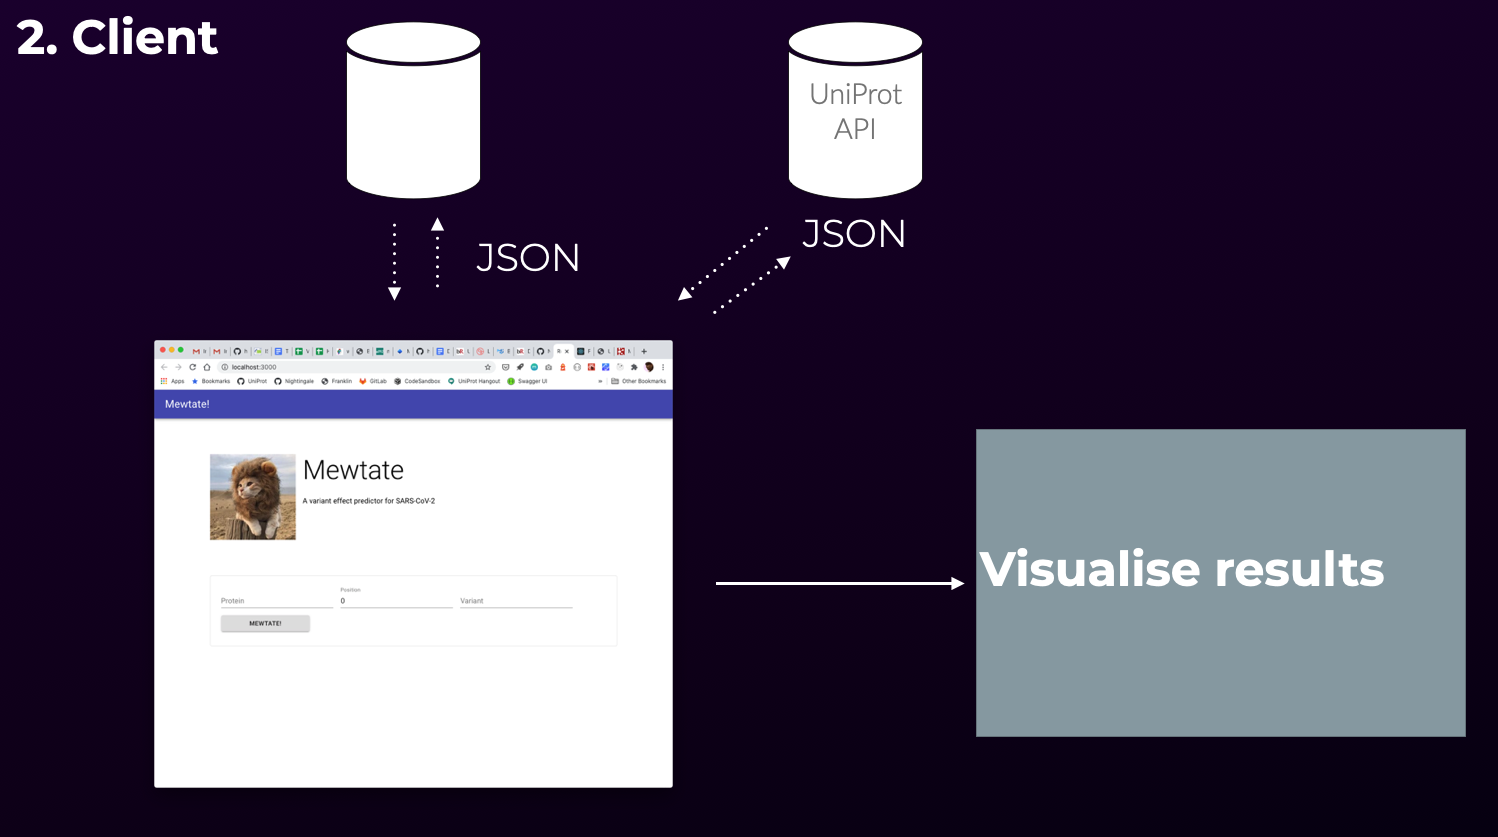 2. Client
UniProt
API
JSON
JSON
localhost:3000
Apps
Bookmarks
UniProt
Nightingale
Franklin
GitLab
CodeSandbox
UniProt Hangout
Swagger UI
»
Other Bookmarks
Mewtate!
Mewtate
A variant effect predictor for SARS-CoV-2
Position
Protein
0
Variant
MEWTATE!
Visualise results